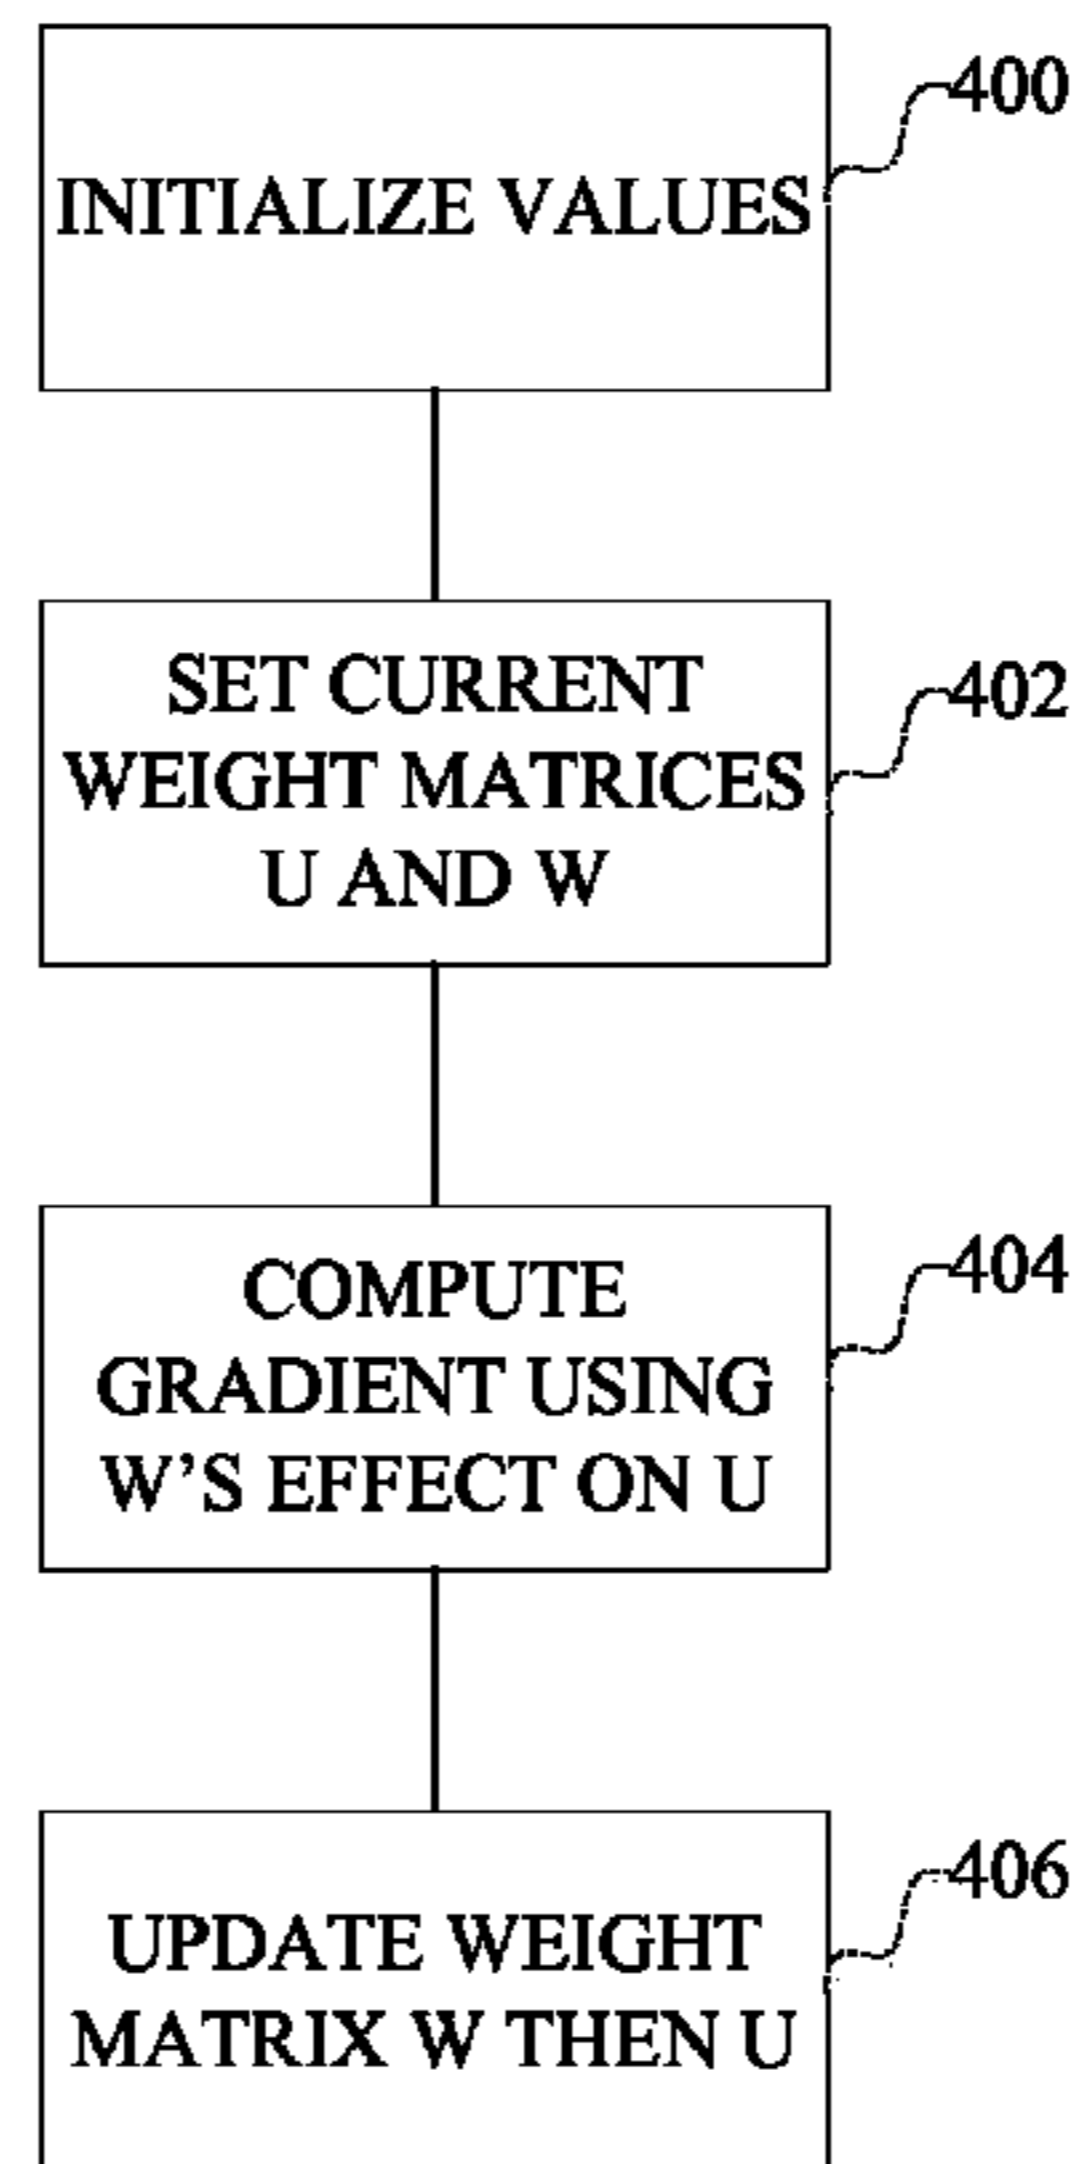 400
INITIALIZE VALUES
402
SET CURRENT
WEIGHT MATRICES
U AND W
404
COMPUTE
GRADIENT USING
W'S EFFECT ON U
406
UPDATE WEIGHT
MATRIX W THEN U